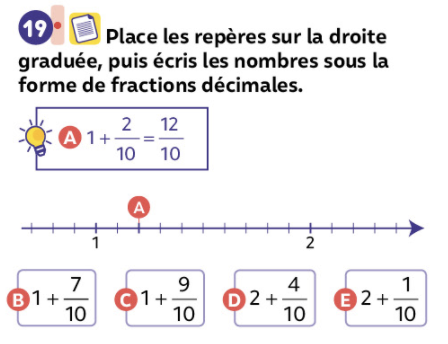 19
Place les repères sur la droite
graduée, puis écris les nombres sous la
forme de fractions décimales.
A 1 + 2/10 = 12/10
A
1 2
B 1 + 7/10 C 1 + 9/10 D 2 + 4/10 E 2 + 1/10